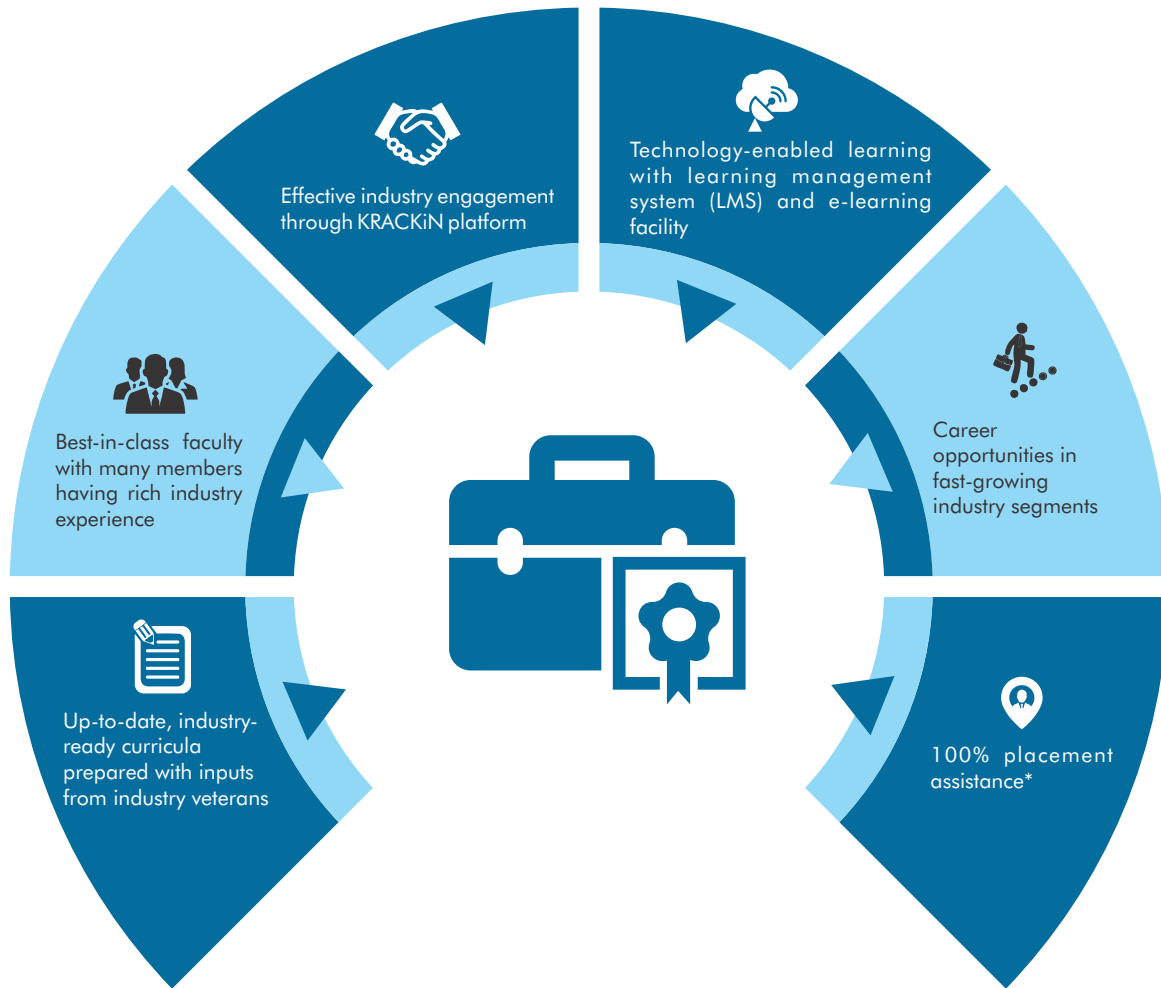 Effective industry engagement
through KRACKiN platform
Technology-enabled learning
with learning management
system (LMS) and e-learning
facility
Best-in-class faculty
with many members
having rich industry
experience
Career
opportunities in
fast-growing
industry segments
Up-to-date, industry-
ready curricula
prepared with inputs
from industry veterans
100% placement
assistance*